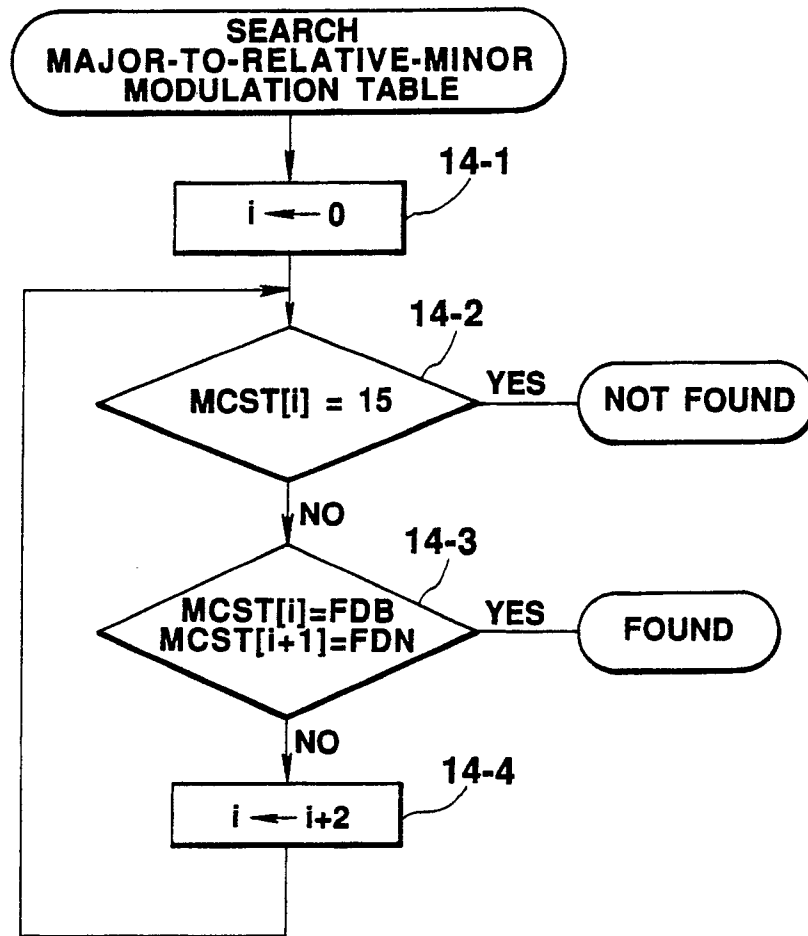 SEARCH
MAJOR-TO-RELATIVE-MINOR
MODULATION TABLE
14-1
i ← 0
14-2
MCST[i] = 15
YES
NOT FOUND
NO
14-3
MCST[i]=FDB
MCST[i+1]=FDN
YES
FOUND
NO
14-4
i ← i+2